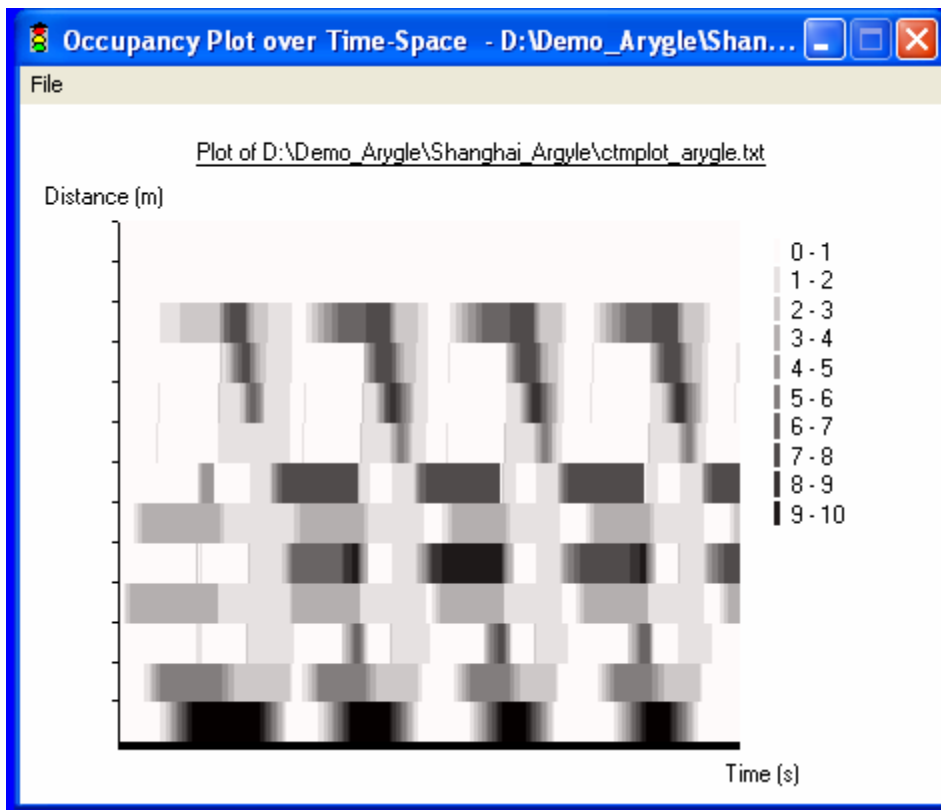 Occupancy Plot over Time-Space - D:\Demo_Arygle\Shan...
File
Plot of D:\Demo_Arygle\Shanghai_Argyle\ctmplot_arygle.txt
Distance (m)
0 - 1
1 - 2
2 - 3
3 - 4
4 - 5
5 - 6
6 - 7
7 - 8
8 - 9
9 - 10
Time (s)